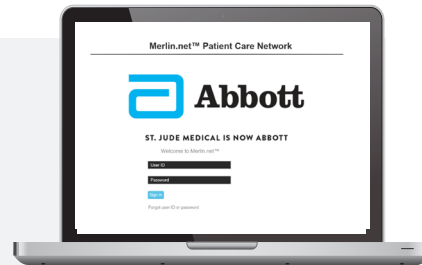 Merlin.net™ Patient Care Network
Abbott
ST. JUDE MEDICAL IS NOW ABBOTT
Welcome to Merlin.net™
User ID
Password
Sign In
Forgot user ID or password